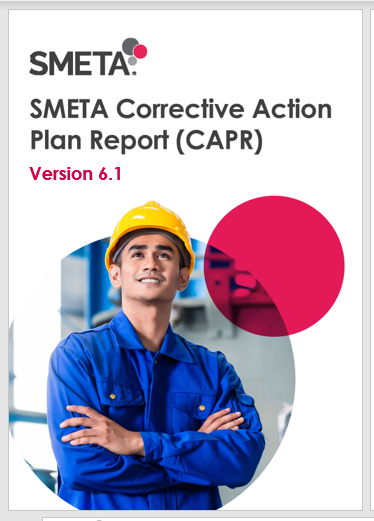 SMETA
SMETA Corrective Action
Plan Report (CAPR)
Version 6.1